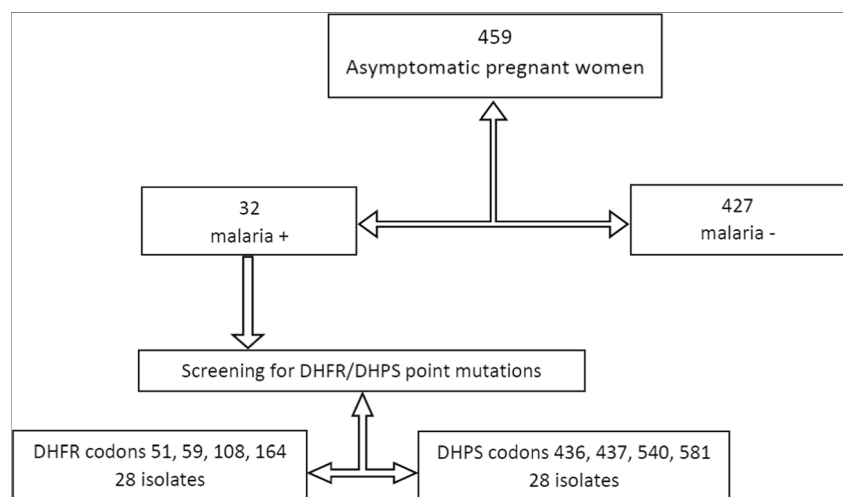 459
Asymptomatic pregnant women
32
malaria +
427
malaria -
Screening for DHFR/DHPS point mutations
DHFR codons 51, 59, 108, 164
28 isolates
DHPS codons 436, 437, 540, 581
28 isolates